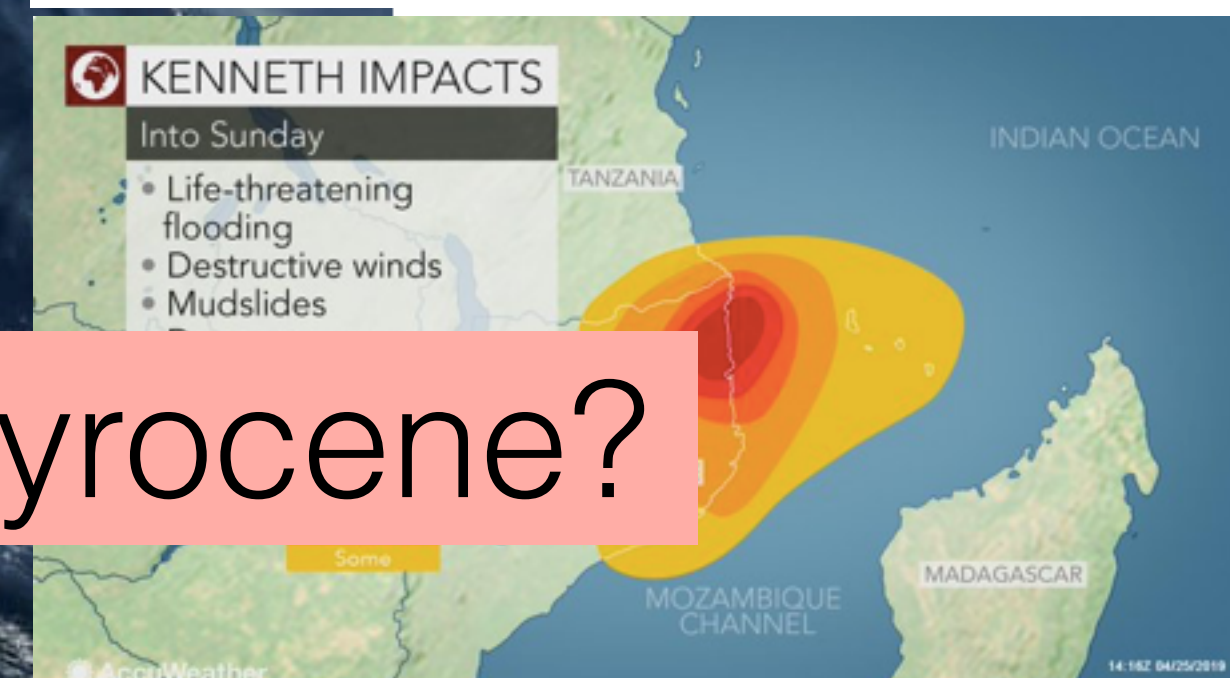 KENNETH IMPACTS
Into Sunday
INDIAN OCEAN
TANZANIA
• Life-threatening
flooding
• Destructive winds
• Mudslides
yrocene?
Some
MADAGASCAR
MOZAMBIQUE
CHANNEL
AccuWeather
14:16Z 04/25/2019